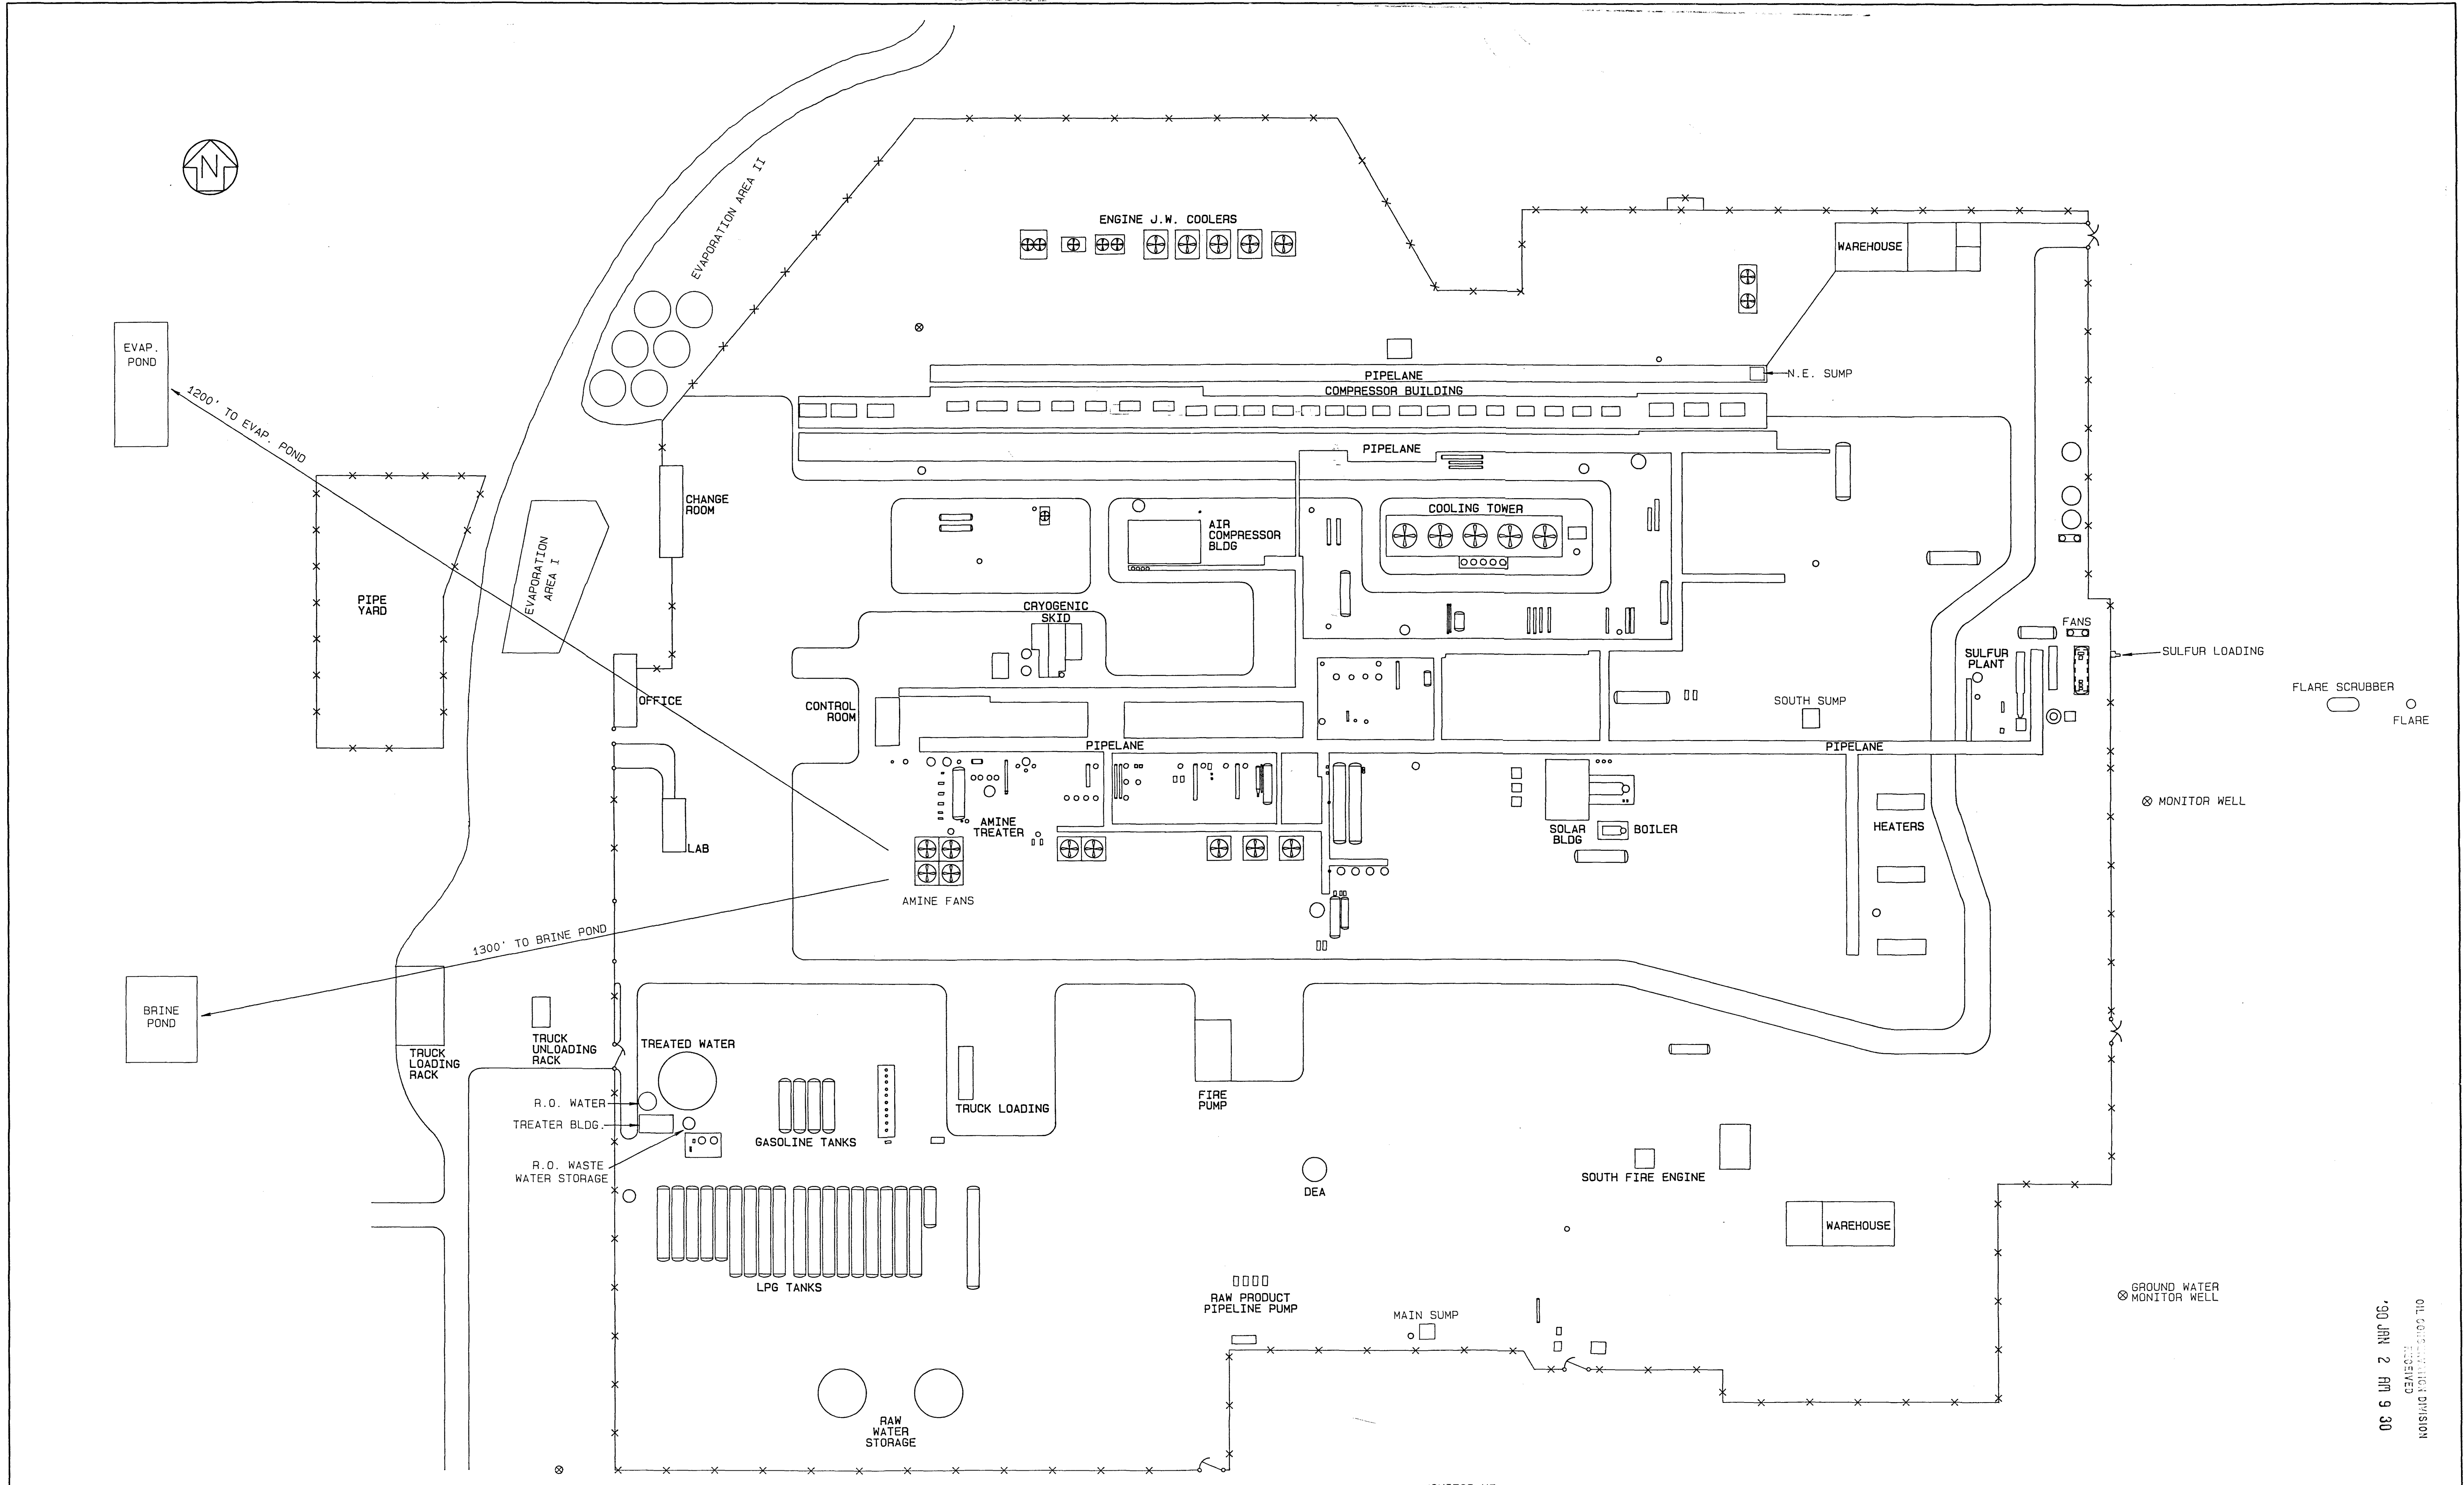 N
EVAPORATION AREA II
ENGINE J.W. COOLERS
WAREHOUSE
EVAP.
POND
1200' TO EVAP. POND
PIPELANE
N.E. SUMP
COMPRESSOR BUILDING
PIPELANE
CHANGE
ROOM
COOLING TOWER
AIR
COMPRESSOR
BLDG
EVAPORATION
AREA I
PIPE
YARD
CRYOGENIC
SKID
FANS
SULFUR
PLANT
SULFUR LOADING
OFFICE
CONTROL
ROOM
SOUTH SUMP
FLARE SCRUBBER
FLARE
PIPELANE
PIPELANE
MONITOR WELL
AMINE
TREATER
SOLAR
BLDG
BOILER
HEATERS
LAB
AMINE FANS
1300' TO BRINE POND
BRINE
POND
TRUCK
LOADING
RACK
TRUCK
UNLOADING
RACK
TREATED WATER
R.O. WATER
TREATER BLDG.
R.O. WASTE
WATER STORAGE
GASOLINE TANKS
TRUCK LOADING
FIRE
PUMP
DEA
SOUTH FIRE ENGINE
WAREHOUSE
LPG TANKS
RAW PRODUCT
PIPELINE PUMP
MAIN SUMP
GROUND WATER
MONITOR WELL
RAW
WATER
STORAGE
OIL CONSERVATION DIVISION
RECEIVED
'90 JAN 2 AM 9 30